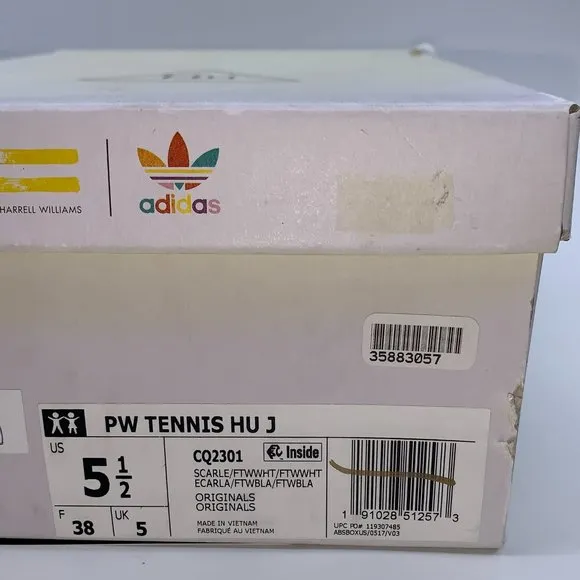 HARRELL WILLIAMS
adidas
35883057
PW TENNIS HU J
US
5 1/2
F
38
UK
5
CQ2301
Inside
SCARLE/FTWWHT/FTWWHT
ECARLA/FTWBLA/FTWBLA
ORIGINALS
ORIGINALS
MADE IN VIETNAM
FABRIQUÉ AU VIETNAM
1 91028 51257 3
UPC PO# 119307485
ABSBOXUS/0517/V03